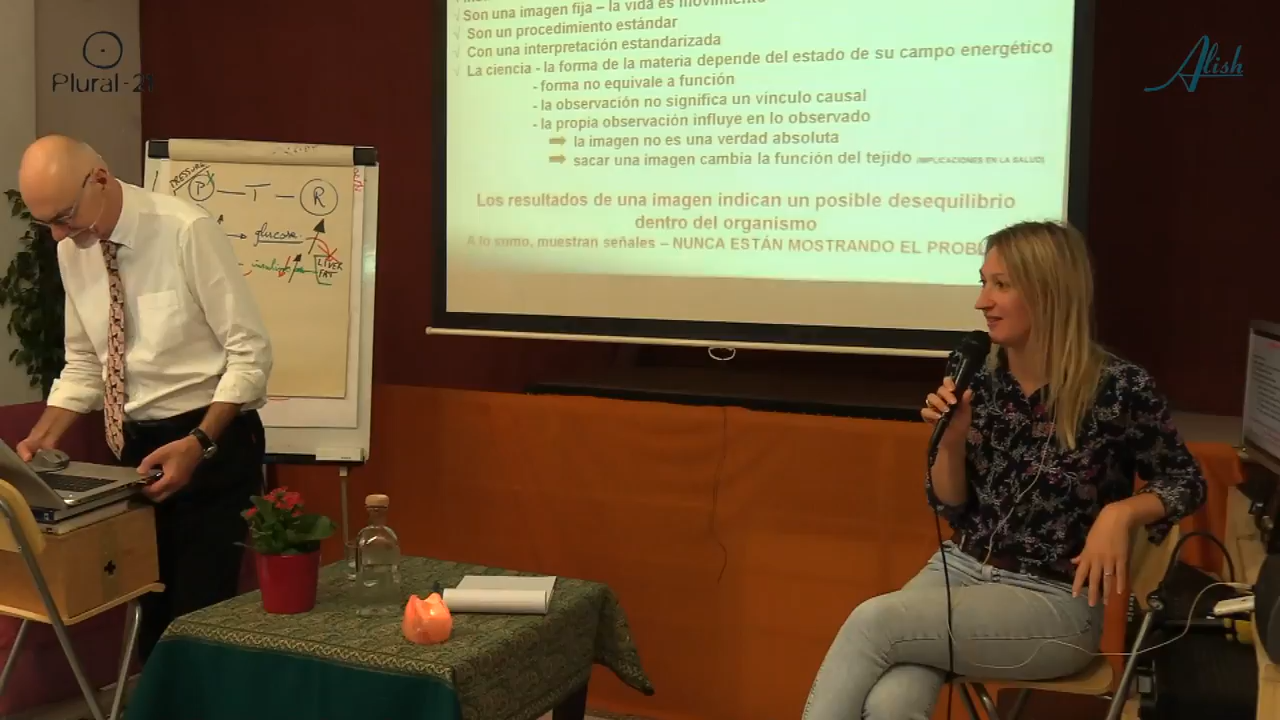 Son una imagen fija – la vida es movimiento
Son un procedimiento estándar
Con una interpretación estandarizada
La ciencia - la forma de la materia depende del estado de su campo energético
- forma no equivale a función
- la observación no significa un vínculo causal
- la propia observación influye en lo observado
la imagen no es una verdad absoluta
sacar una imagen cambia la función del tejido (IMPLICACIONES EN LA SALUD)
Los resultados de una imagen indican un posible desequilibrio
dentro del organismo
A lo sumo, muestran señales – NUNCA ESTÁN MOSTRANDO EL PROB
Plural-21
Alish
PRESSURE
P — T — R
glucose
insulin
LIVER
FAT